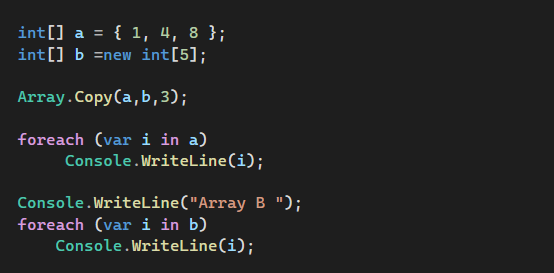 int[] a = { 1, 4, 8 };
int[] b =new int[5];
Array.Copy(a,b,3);
foreach (var i in a)
Console.WriteLine(i);
Console.WriteLine("Array B ");
foreach (var i in b)
Console.WriteLine(i);